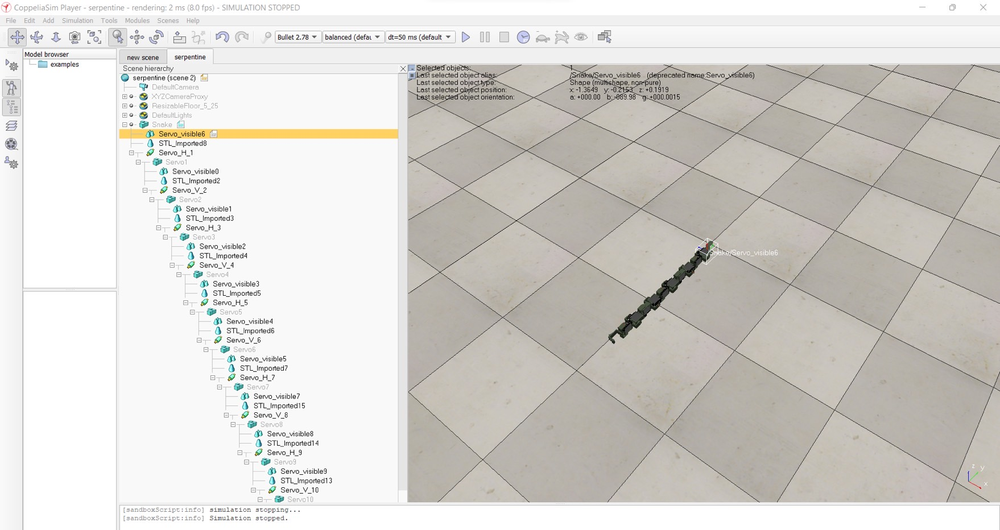 CoppeliaSim Player - serpentine - rendering: 2 ms (8.0 fps) - SIMULATION STOPPED
File Edit Add Simulation Tools Modules Scenes Help
Bullet 2.78 balanced (defau dt=50 ms (default
Model browser
examples
new scene serpentine
Scene hierarchy
serpentine (scene 2)
DefaultCamera
XYZCameraProxy
ResizableFloor_5_25
DefaultLights
Snake
Servo_visible6
STL_Imported8
Servo_H_1
Servo1
Servo_visible0
STL_Imported2
Servo_V_2
Servo2
Servo_visible1
STL_Imported3
Servo_H_3
Servo3
Servo_visible2
STL_Imported4
Servo_V_4
Servo4
Servo_visible3
STL_Imported5
Servo_H_5
Servo5
Servo_visible4
STL_Imported6
Servo_V_6
Servo6
Servo_visible5
STL_Imported7
Servo_H_7
Servo7
Servo_visible7
STL_Imported15
Servo_V_8
Servo8
Servo_visible8
STL_Imported14
Servo_H_9
Servo9
Servo_visible9
STL_Imported13
Servo_V_10
Servo10
Selected objects: 1
Last selected object alias: /Snake/Servo_visible6 (deprecated name:Servo_visible6)
Last selected object type: Shape (multishape, non-pure)
Last selected object position: x: -1.3649 y: -0.2153 z: +0.1919
Last selected object orientation: a: +000.00 b:-089.98 g: +000.0015
/Snake/Servo_visible6
z y
x
[sandboxScript:info] simulation stopping...
[sandboxScript:info] Simulation stopped.